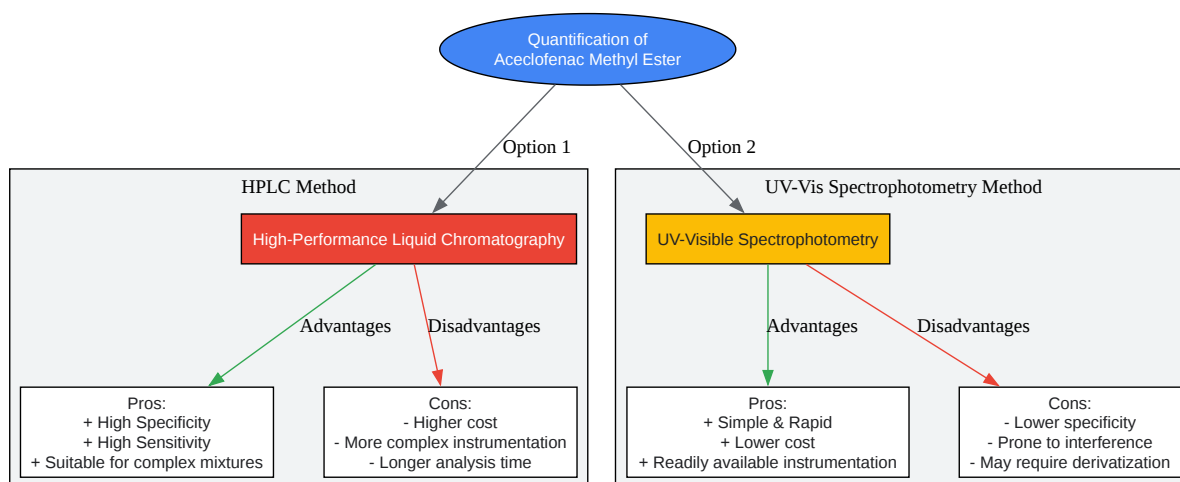 Quantification of
Aceclofenac Methyl Ester
Option 1
Option 2
HPLC Method
High-Performance Liquid Chromatography
Advantages
Disadvantages
Pros:
+ High Specificity
+ High Sensitivity
+ Suitable for complex mixtures
Cons:
- Higher cost
- More complex instrumentation
- Longer analysis time
UV-Vis Spectrophotometry Method
UV-Visible Spectrophotometry
Advantages
Disadvantages
Pros:
+ Simple & Rapid
+ Lower cost
+ Readily available instrumentation
Cons:
- Lower specificity
- Prone to interference
- May require derivatization